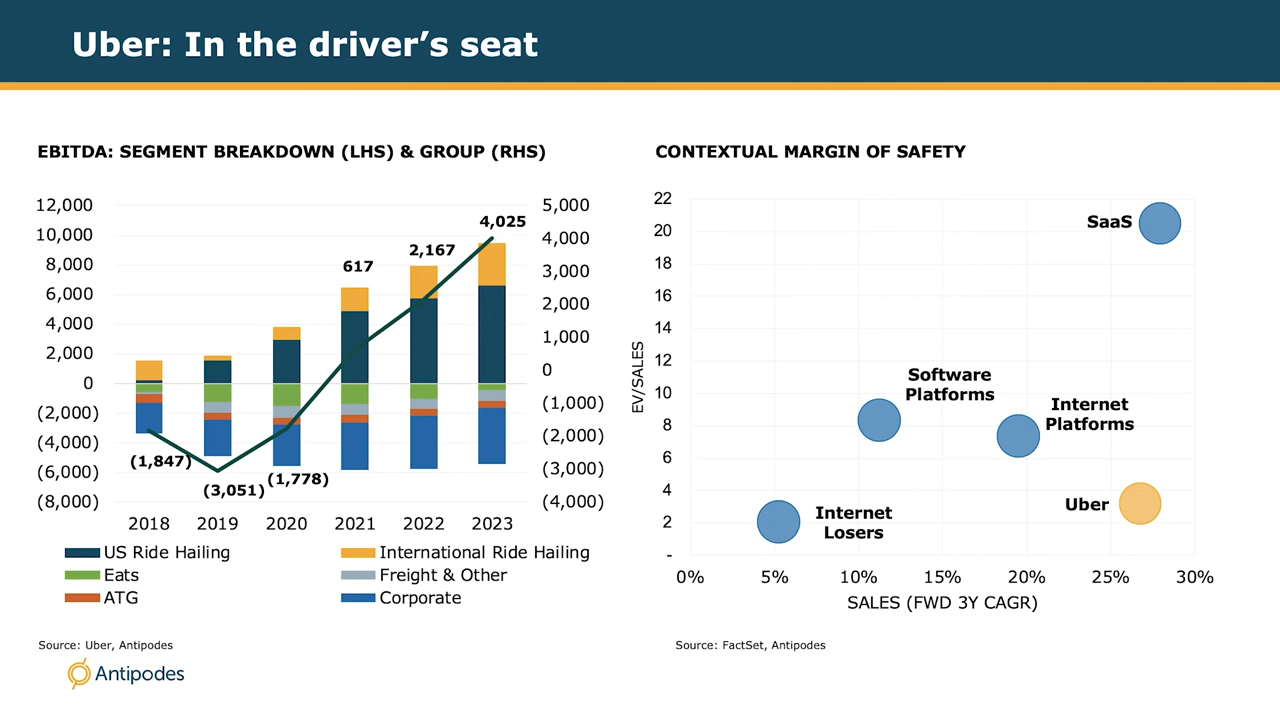 Uber: In the driver’s seat
EBITDA: SEGMENT BREAKDOWN (LHS) & GROUP (RHS)
12,000
10,000
8,000
6,000
4,000
2,000
0
(2,000)
(4,000)
(6,000)
(8,000)
5,000
4,000
3,000
2,000
1,000
0
(1,000)
(2,000)
(3,000)
(4,000)
(1,847)
(3,051)
(1,778)
617
2,167
4,025
2018 2019 2020 2021 2022 2023
US Ride Hailing International Ride Hailing
Eats Freight & Other
ATG Corporate
Source: Uber, Antipodes
Antipodes
CONTEXTUAL MARGIN OF SAFETY
EV/SALES
22
20
18
16
14
12
10
8
6
4
2
-
SaaS
Software
Platforms
Internet
Platforms
Uber
Internet
Losers
0% 5% 10% 15% 20% 25% 30%
SALES (FWD 3Y CAGR)
Source: FactSet, Antipodes